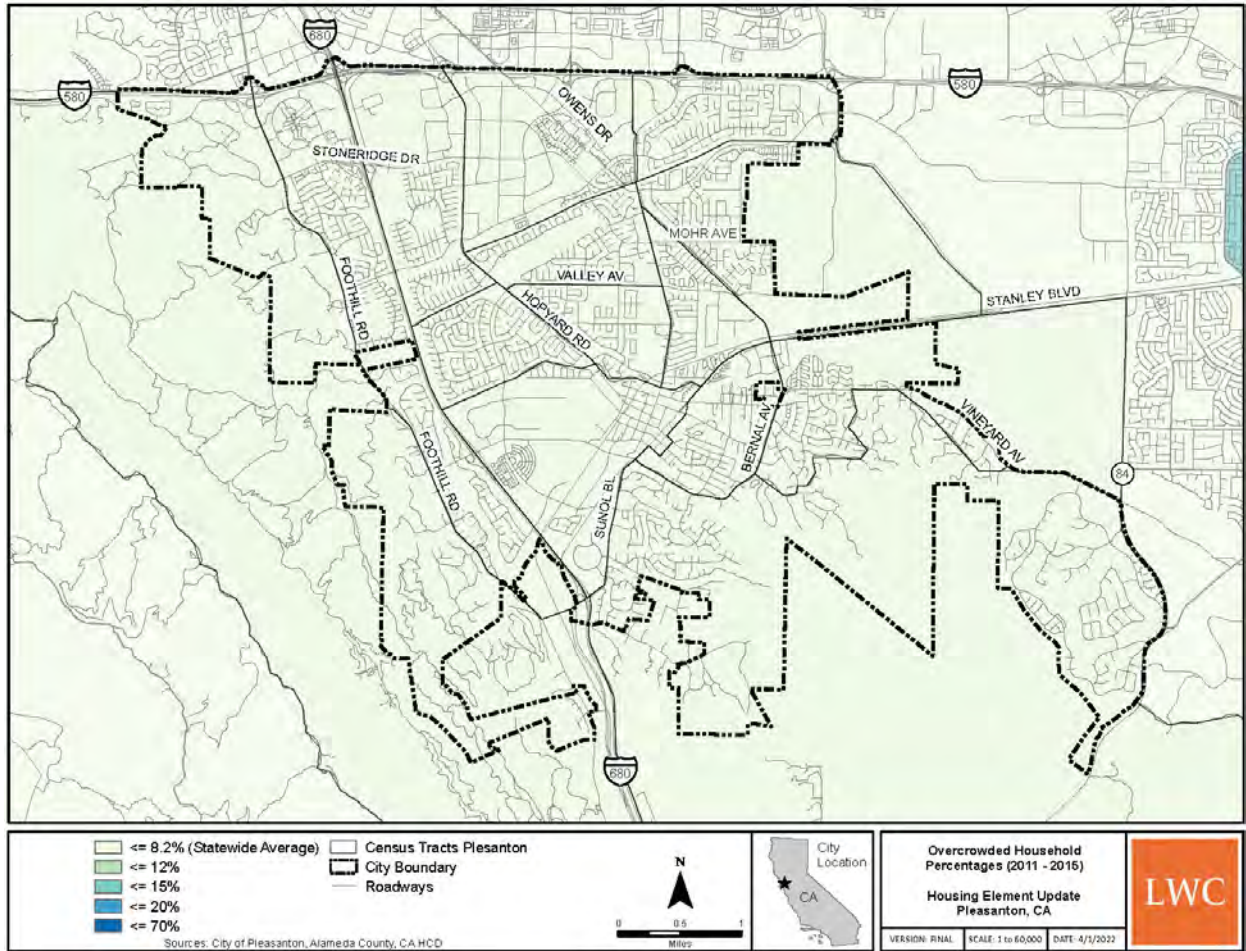 680
580
580
OWENS DR
STONERIDGE DR
MOHR AVE
VALLEY AV
STANLEY BLVD
HOPYARD RD
FOOTHILL RD
VINEYARD AV
BERNAL AV
FOOTHILL RD
SUNOL BL
84
680
<= 8.2% (Statewide Average)
<= 12%
<= 15%
<= 20%
<= 70%
Census Tracts Plesanton
City Boundary
Roadways
Sources: City of Pleasanton, Alameda County, CA HCD
N
0 0.5 1
Miles
City
Location
CA
Overcrowded Household
Percentages (2011 - 2015)
Housing Element Update
Pleasanton, CA
VERSION: FINAL
SCALE: 1 to 60,000
DATE: 4/1/2022
LWC